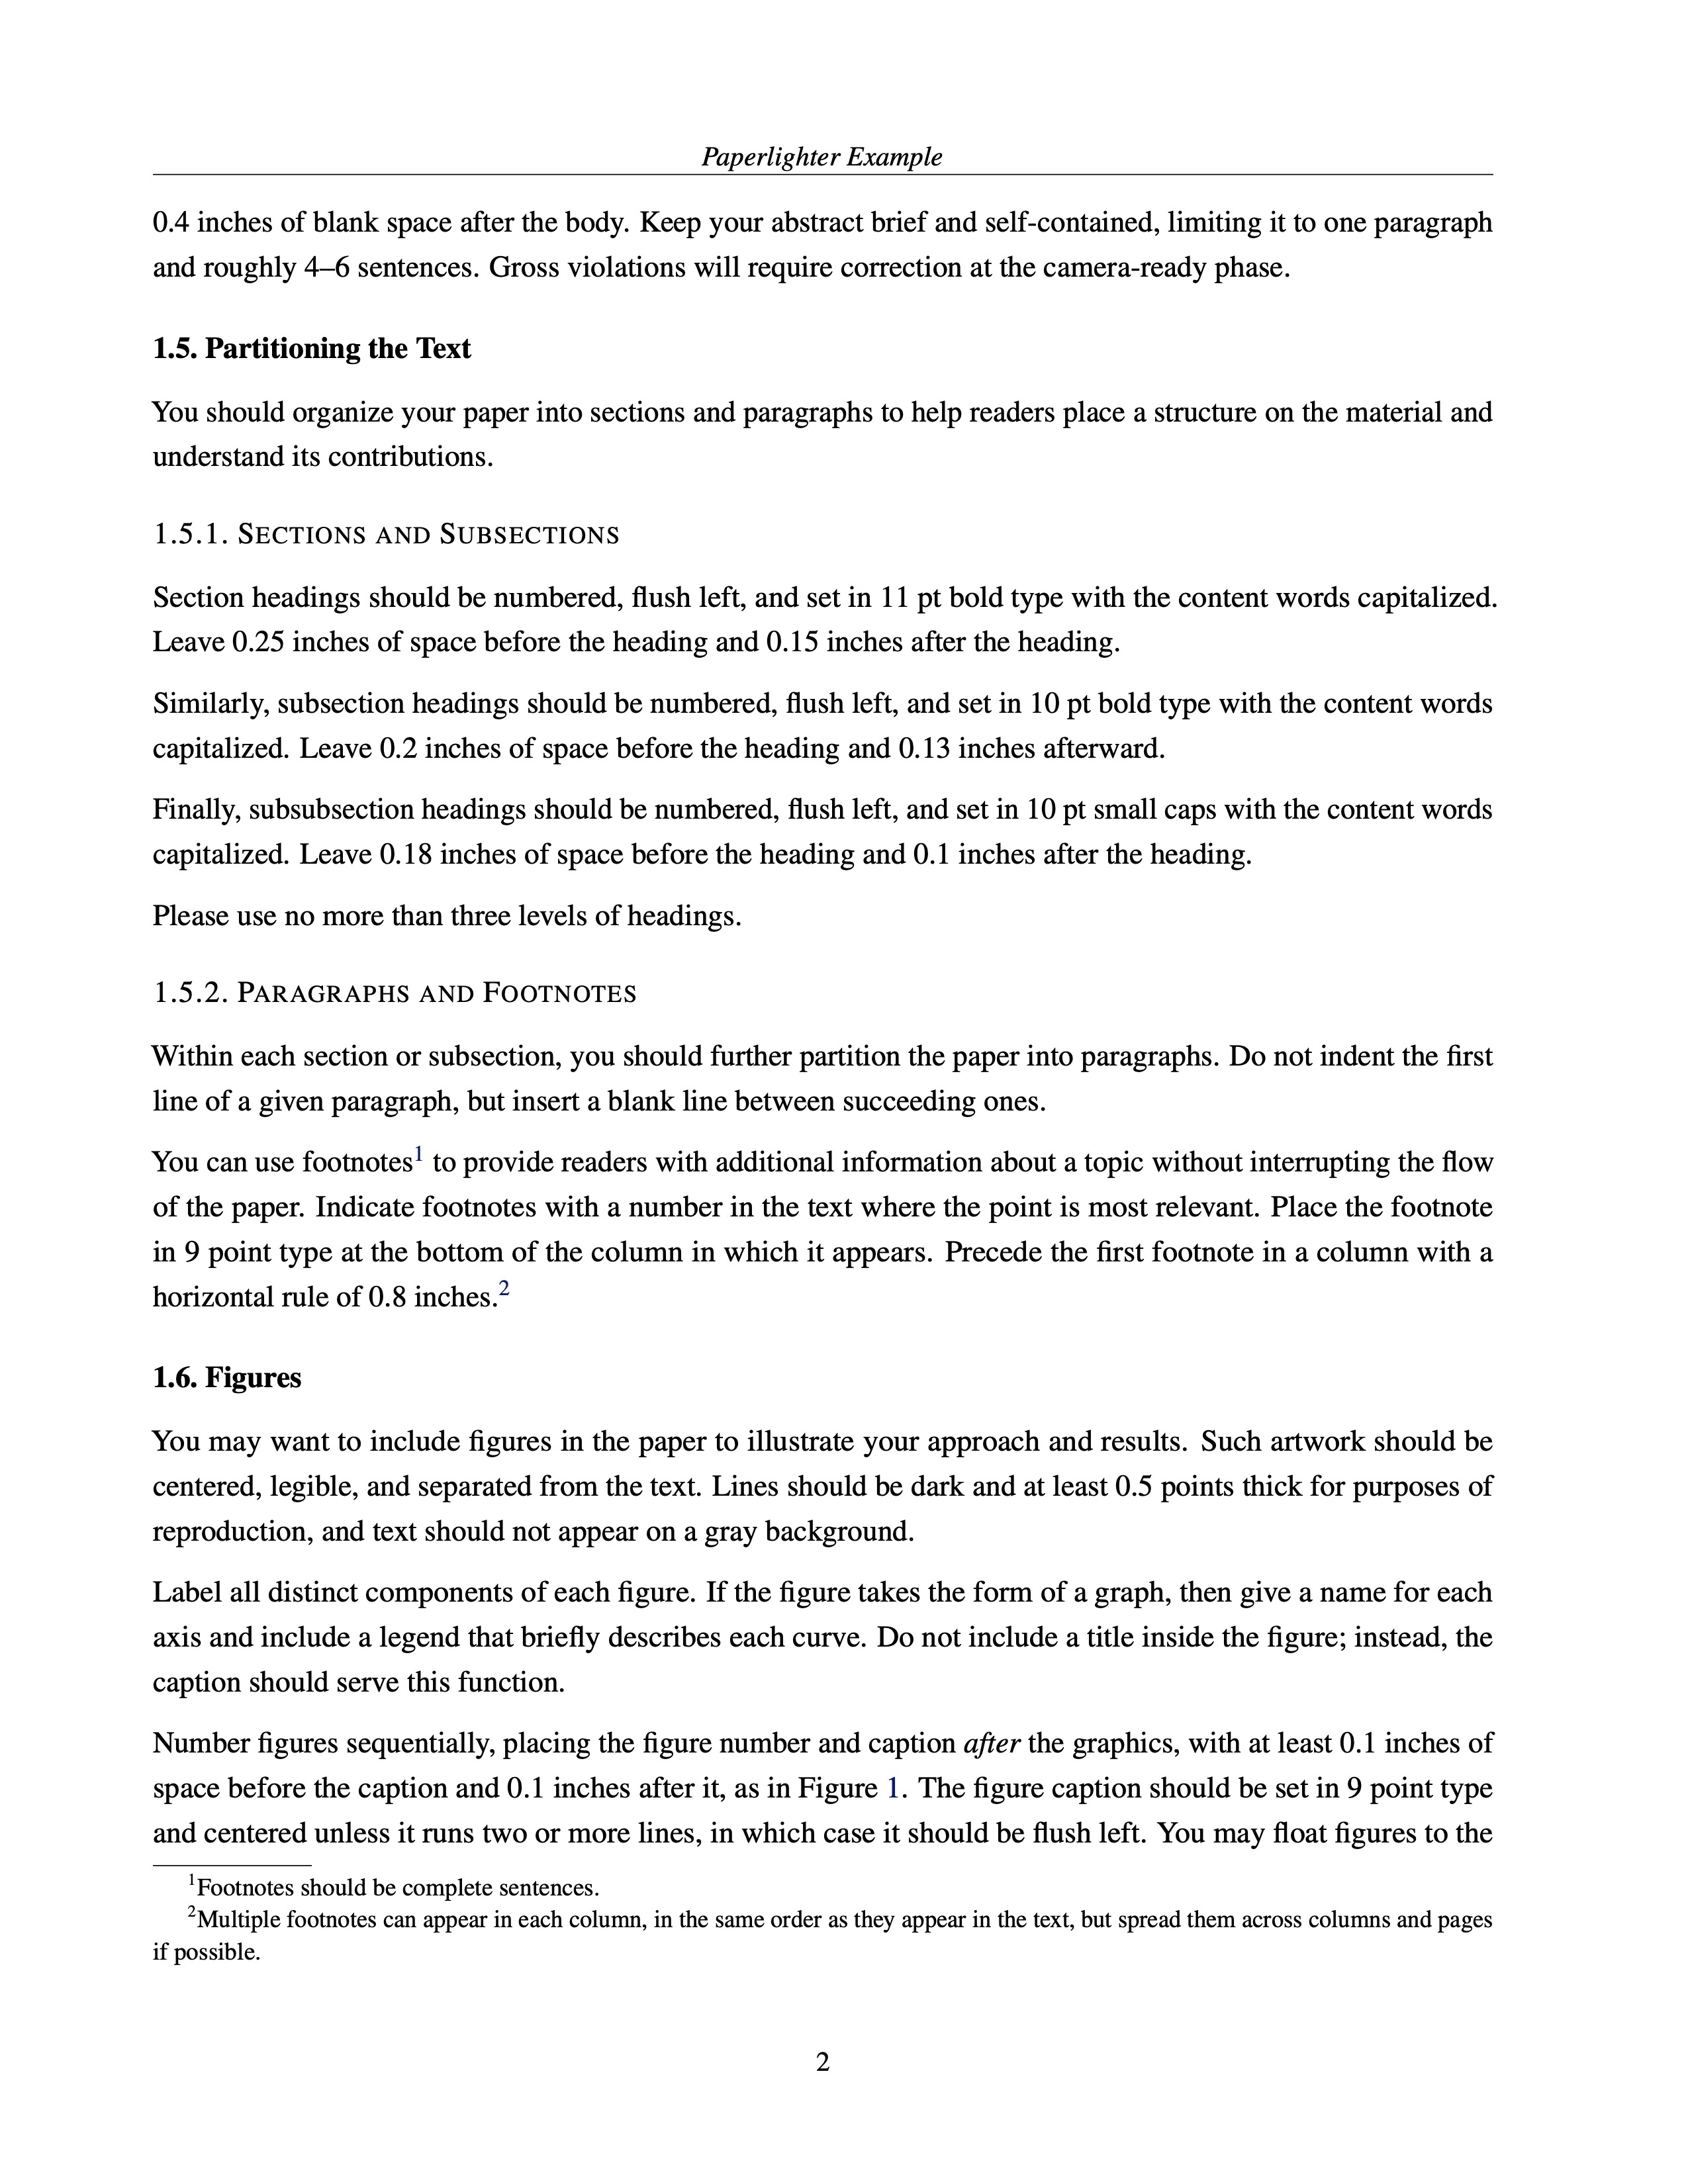 Paperlighter Example
0.4 inches of blank space after the body. Keep your abstract brief and self-contained, limiting it to one paragraph
and roughly 4–6 sentences. Gross violations will require correction at the camera-ready phase.
1.5. Partitioning the Text
You should organize your paper into sections and paragraphs to help readers place a structure on the material and
understand its contributions.
1.5.1. Sections and Subsections
Section headings should be numbered, flush left, and set in 11 pt bold type with the content words capitalized.
Leave 0.25 inches of space before the heading and 0.15 inches after the heading.
Similarly, subsection headings should be numbered, flush left, and set in 10 pt bold type with the content words
capitalized. Leave 0.2 inches of space before the heading and 0.13 inches afterward.
Finally, subsubsection headings should be numbered, flush left, and set in 10 pt small caps with the content words
capitalized. Leave 0.18 inches of space before the heading and 0.1 inches after the heading.
Please use no more than three levels of headings.
1.5.2. Paragraphs and Footnotes
Within each section or subsection, you should further partition the paper into paragraphs. Do not indent the first
line of a given paragraph, but insert a blank line between succeeding ones.
You can use footnotes1 to provide readers with additional information about a topic without interrupting the flow
of the paper. Indicate footnotes with a number in the text where the point is most relevant. Place the footnote
in 9 point type at the bottom of the column in which it appears. Precede the first footnote in a column with a
horizontal rule of 0.8 inches.2
1.6. Figures
You may want to include figures in the paper to illustrate your approach and results. Such artwork should be
centered, legible, and separated from the text. Lines should be dark and at least 0.5 points thick for purposes of
reproduction, and text should not appear on a gray background.
Label all distinct components of each figure. If the figure takes the form of a graph, then give a name for each
axis and include a legend that briefly describes each curve. Do not include a title inside the figure; instead, the
caption should serve this function.
Number figures sequentially, placing the figure number and caption after the graphics, with at least 0.1 inches of
space before the caption and 0.1 inches after it, as in Figure 1. The figure caption should be set in 9 point type
and centered unless it runs two or more lines, in which case it should be flush left. You may float figures to the
1Footnotes should be complete sentences.
2Multiple footnotes can appear in each column, in the same order as they appear in the text, but spread them across columns and pages
if possible.
2